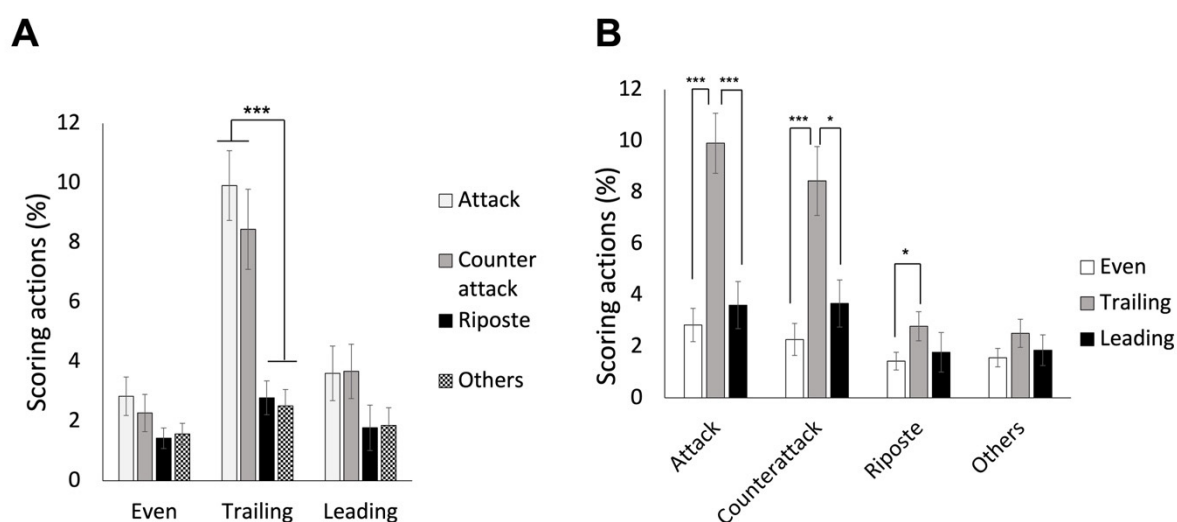 A
Scoring actions (%)
12
10
8
6
4
2
0
***
Even
Trailing
Leading
Attack
Counter
attack
Riposte
Others
B
Scoring actions (%)
12
10
8
6
4
2
0
*** ***
*** *
*
Attack
Counterattack
Riposte
Others
Even
Trailing
Leading